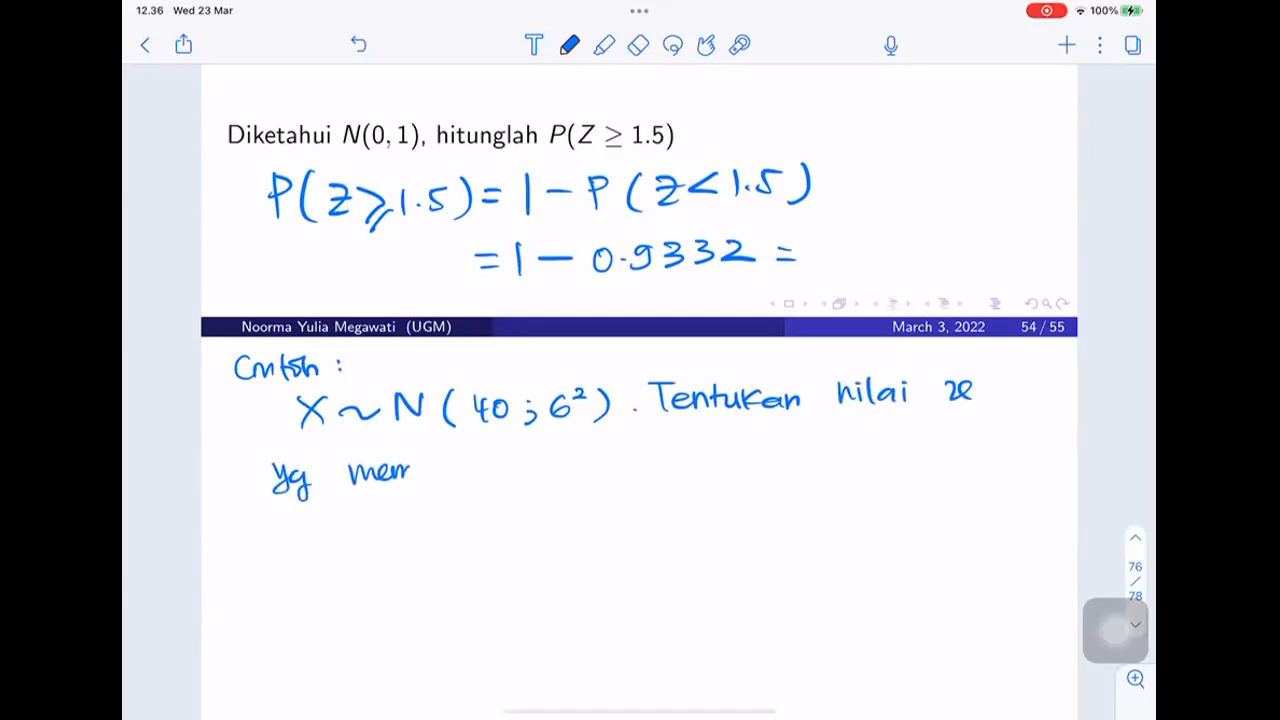 12.36 Wed 23 Mar
100%
Diketahui N(0, 1), hitunglah P(Z ≥ 1.5)
P(Z ≥ 1.5) = 1 - P(Z < 1.5)
= 1 - 0.9332 =
Noorma Yulia Megawati (UGM) March 3, 2022 54 / 55
Contoh :
X ~ N (40 ; 6²) . Tentukan nilai x
yg mem
76
/
78